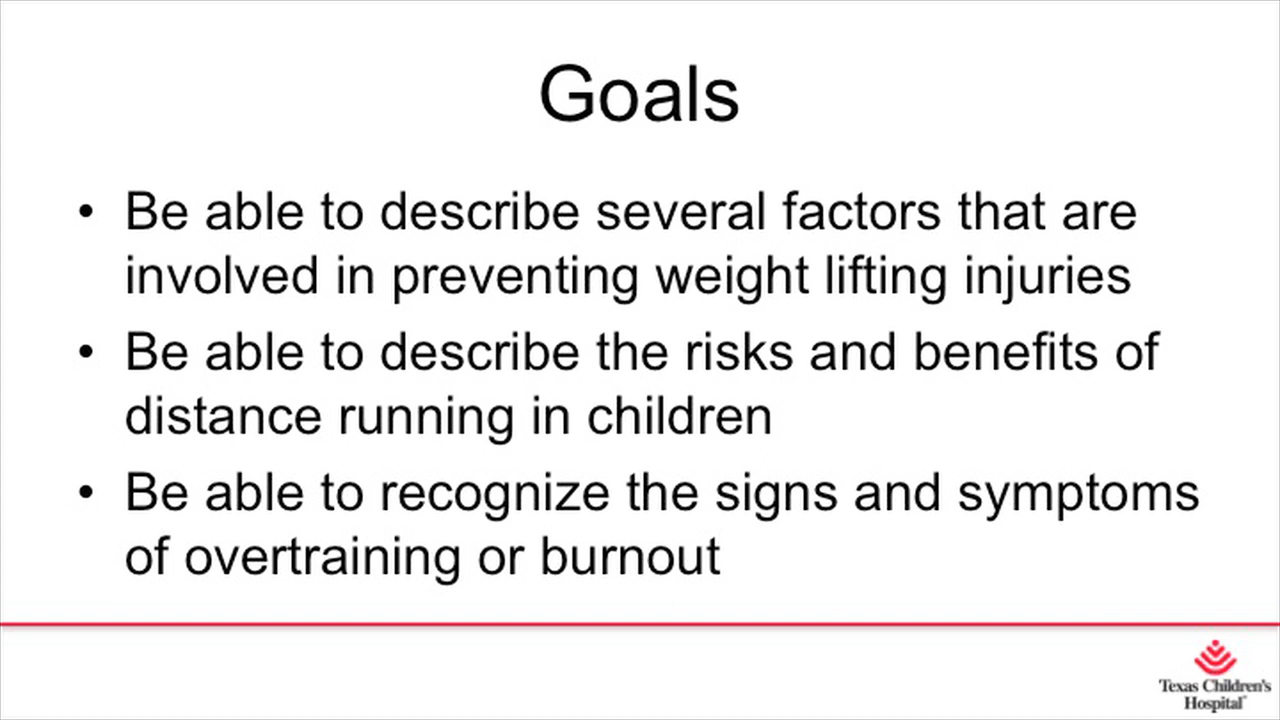 Goals
• Be able to describe several factors that are
involved in preventing weight lifting injuries
• Be able to describe the risks and benefits of
distance running in children
• Be able to recognize the signs and symptoms
of overtraining or burnout
Texas Children's
Hospital